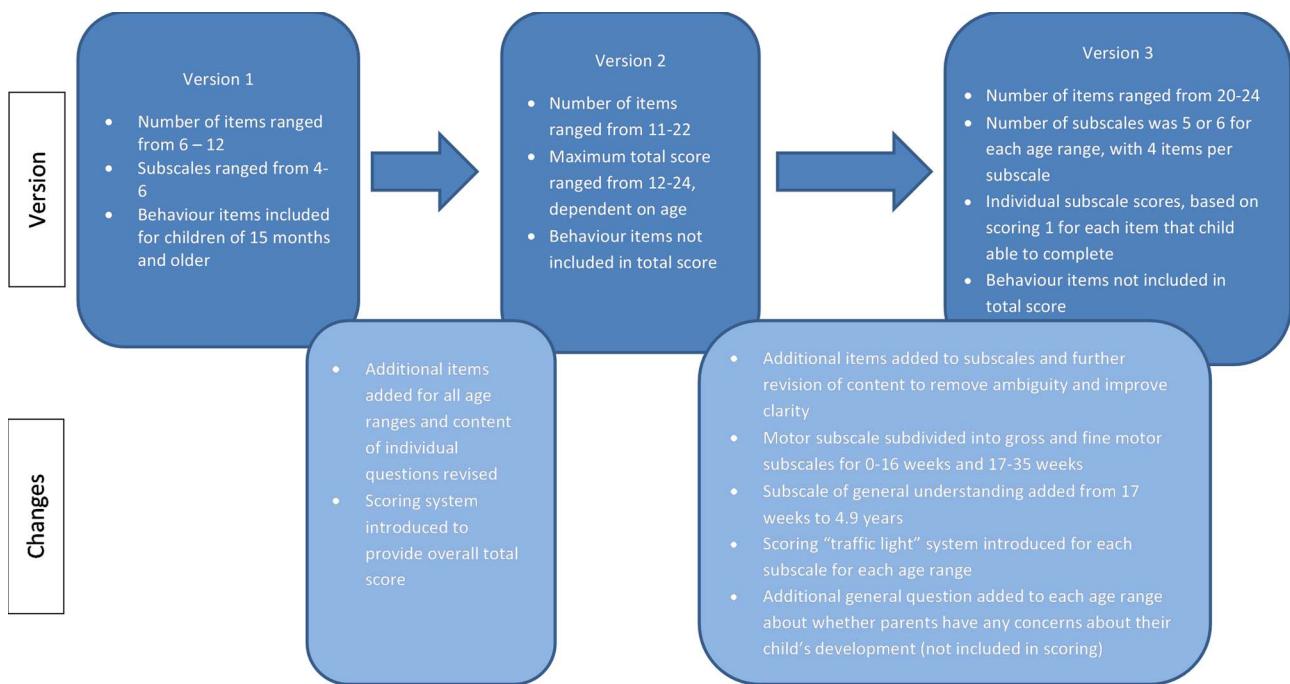 Version
Version 1
• Number of items ranged
from 6 – 12
• Subscales ranged from 4-
6
• Behaviour items included
for children of 15 months
and older
Version 2
• Number of items
ranged from 11-22
• Maximum total score
ranged from 12-24,
dependent on age
• Behaviour items not
included in total score
Version 3
• Number of items ranged from 20-24
• Number of subscales was 5 or 6 for
each age range, with 4 items per
subscale
• Individual subscale scores, based on
scoring 1 for each item that child
able to complete
• Behaviour items not included in
total score
Changes
• Additional items
added for all age
ranges and content
of individual
questions revised
• Scoring system
introduced to
provide overall total
score
• Additional items added to subscales and further
revision of content to remove ambiguity and improve
clarity
• Motor subscale subdivided into gross and fine motor
subscales for 0-16 weeks and 17-35 weeks
• Subscale of general understanding added from 17
weeks to 4.9 years
• Scoring “traffic light” system introduced for each
subscale for each age range
• Additional general question added to each age range
about whether parents have any concerns about their
child’s development (not included in scoring)